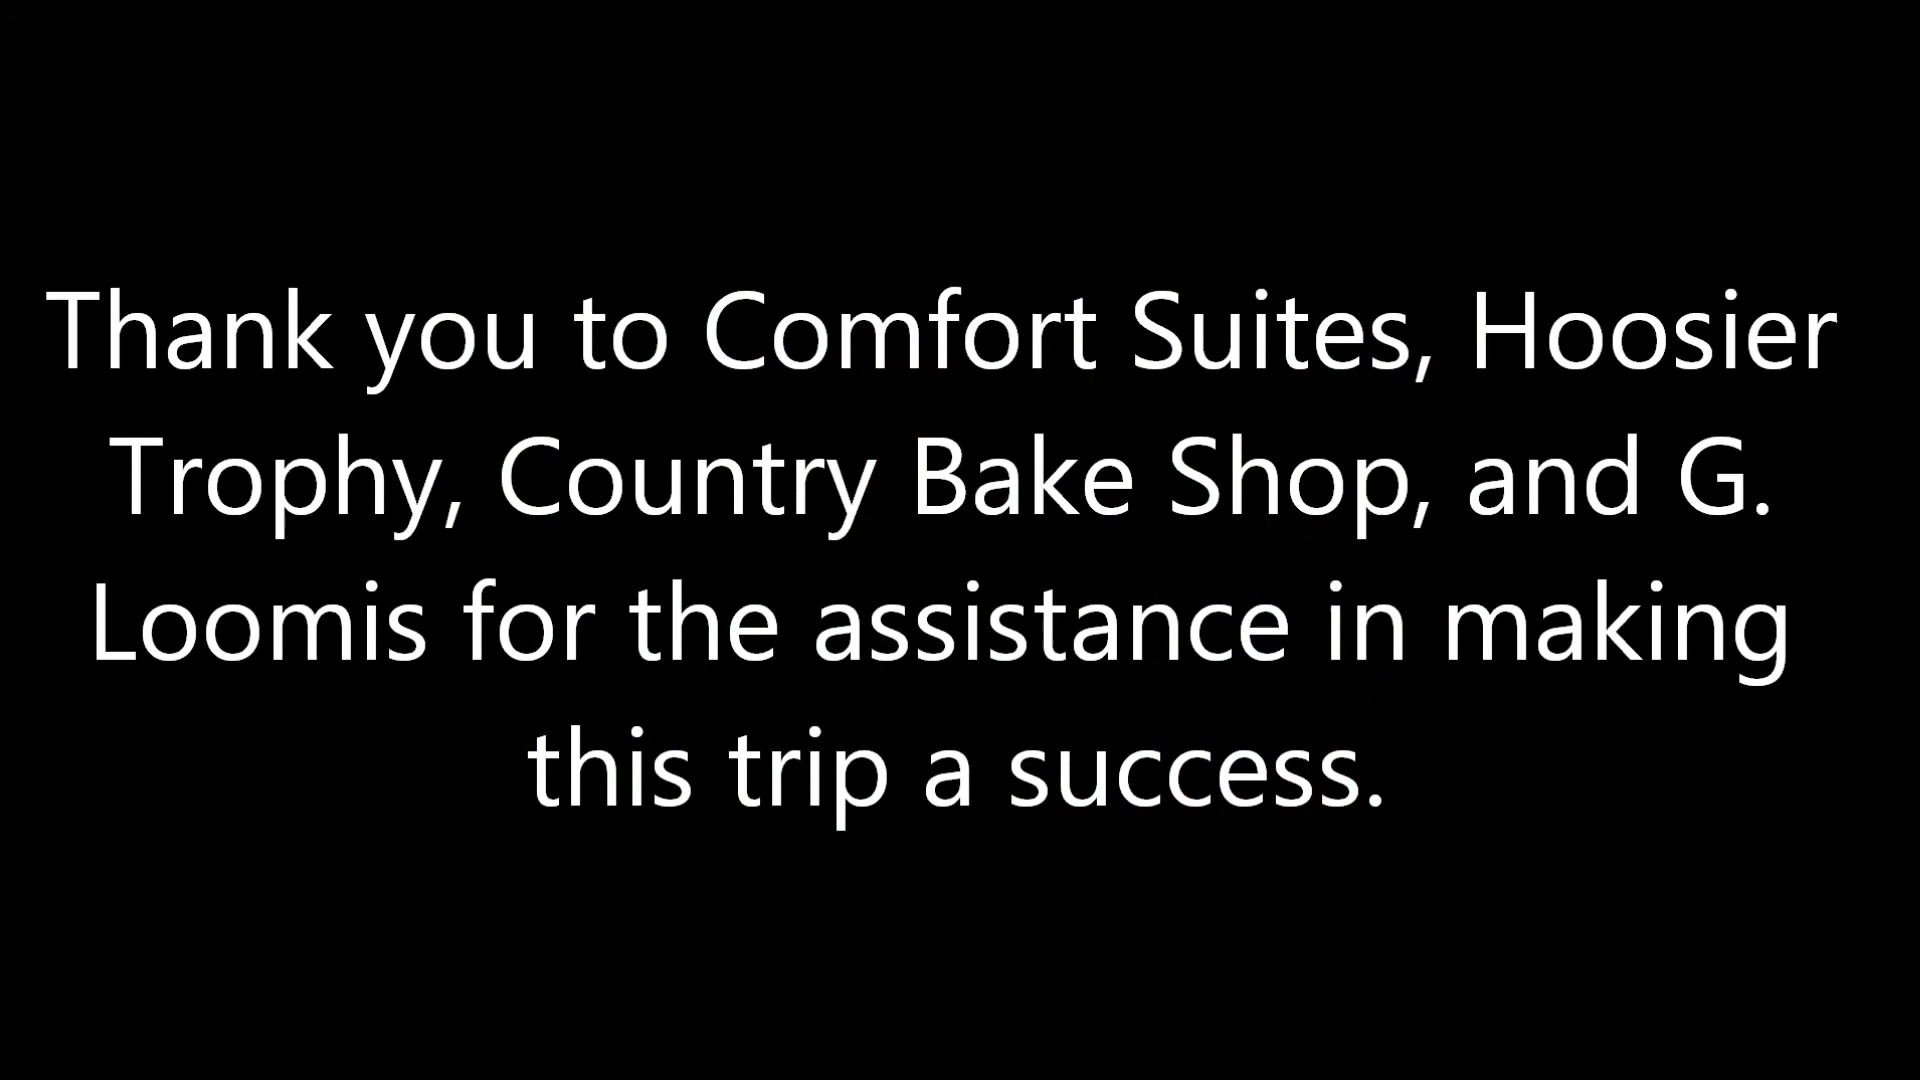 Thank you to Comfort Suites, Hoosier
Trophy, Country Bake Shop, and G.
Loomis for the assistance in making
this trip a success.